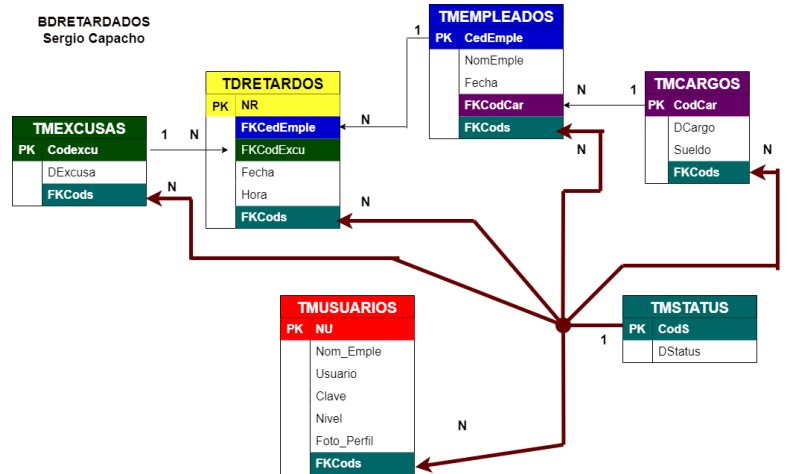 BDRETARDADOS
Sergio Capacho
TMEMPLEADOS
PK CedEmple
NomEmple
Fecha
FKCodCar
FKCods
1
N
N
N
1
TDRETARDOS
PK NR
FKCedEmple
FKCodExcu
Fecha
Hora
FKCods
N
TMCARGOS
PK CodCar
DCargo
Sueldo
FKCods
N
TMEXCUSAS
PK Codexcu
DExcusa
FKCods
1
N
N
TMUSUARIOS
PK NU
Nom_Emple
Usuario
Clave
Nivel
Foto_Perfil
FKCods
N
TMSTATUS
PK CodS
DStatus
1